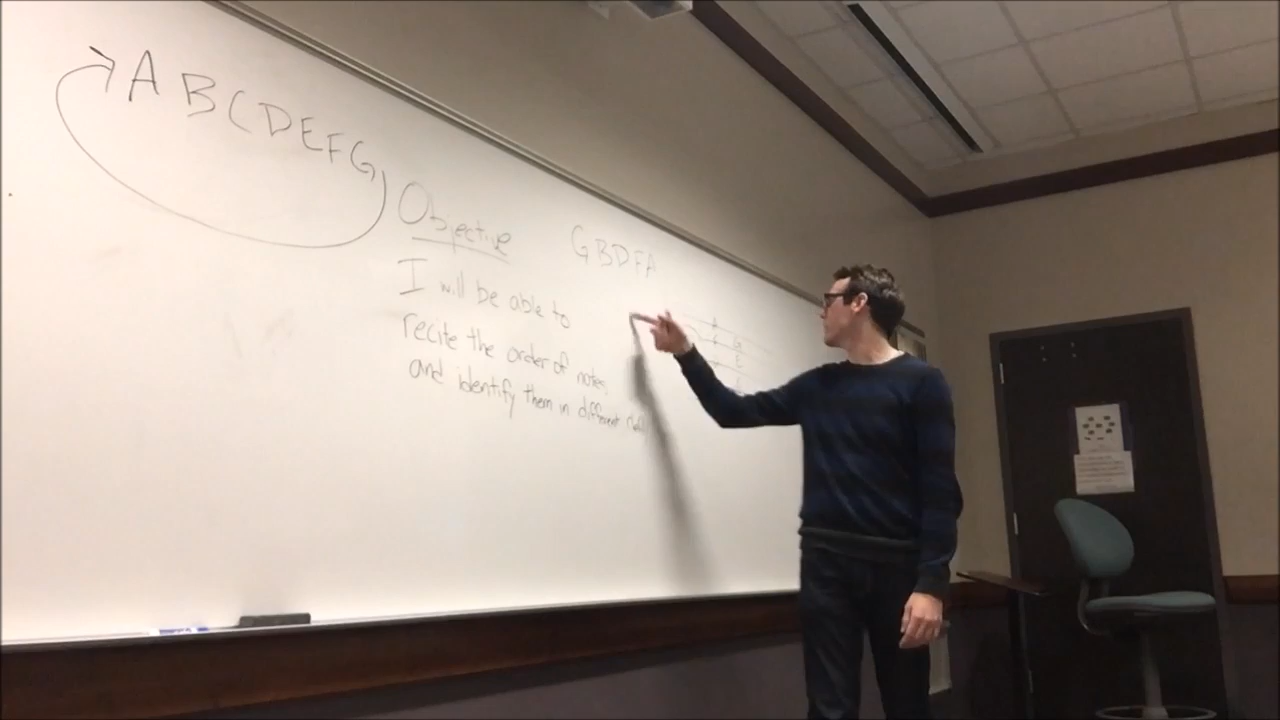 A B C D E F G
Objective
I will be able to
recite the order of notes,
and identify them in different
G B D F A
A
G
E